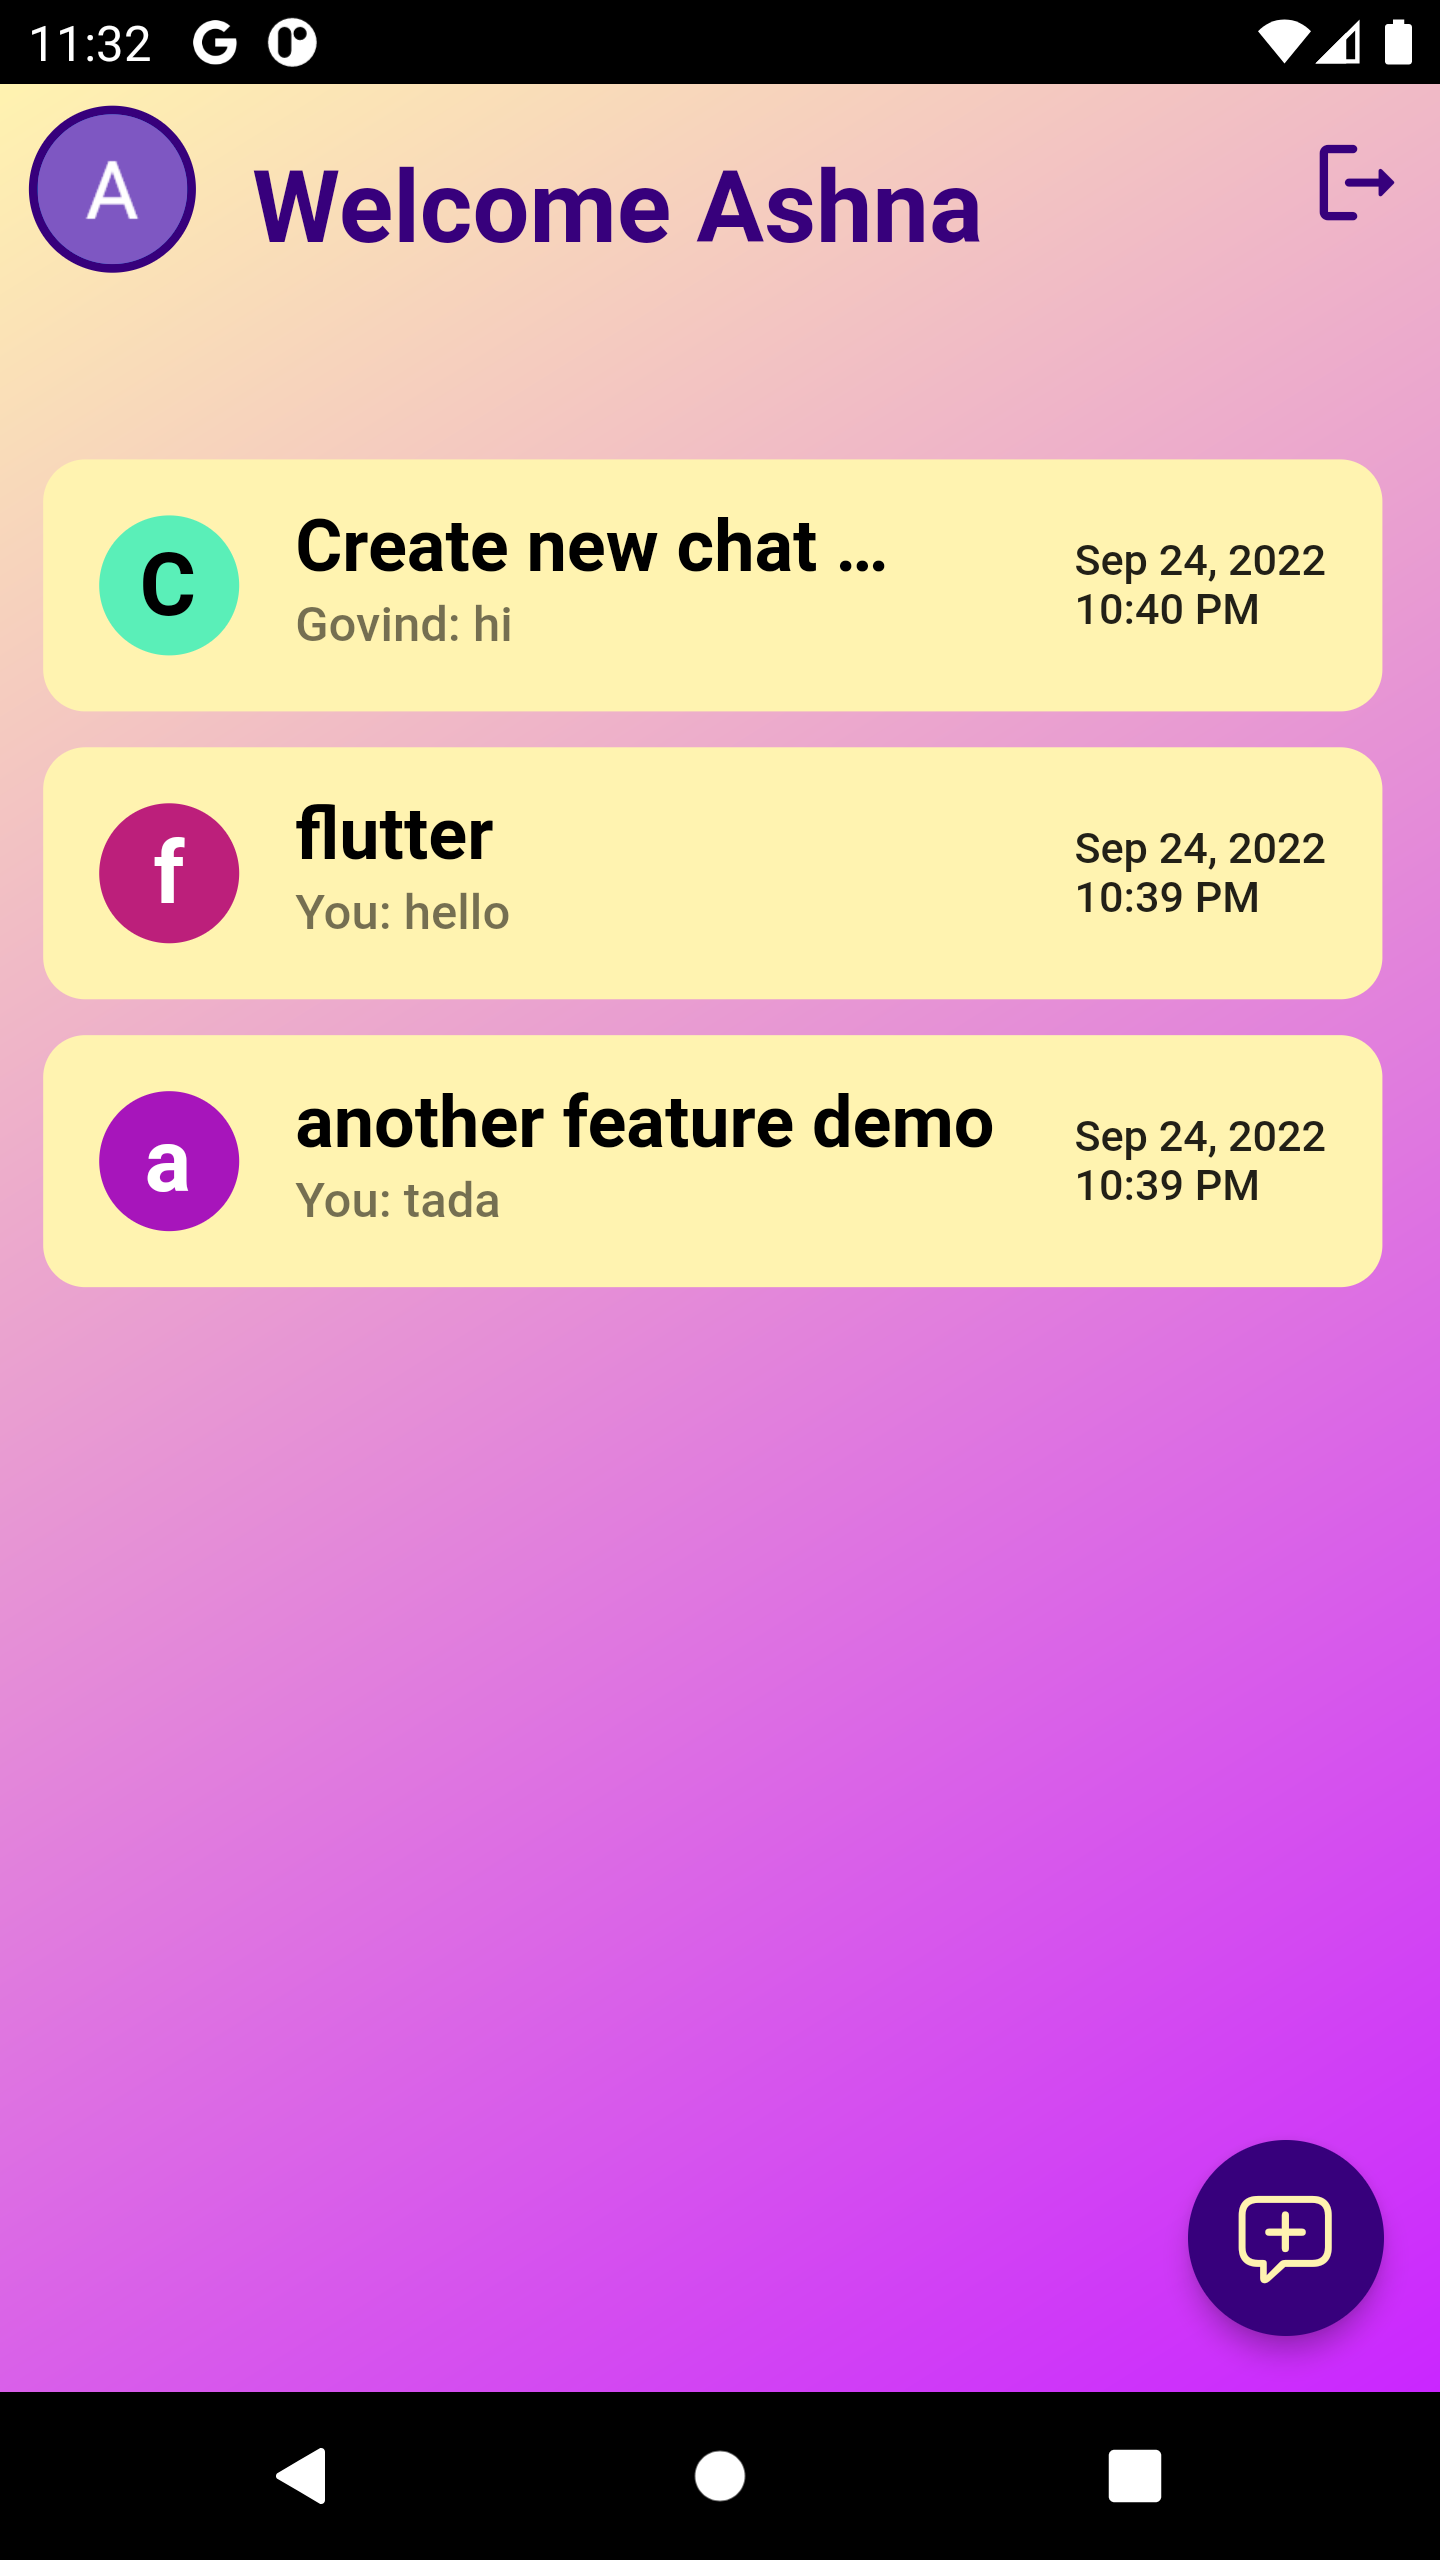 11:32
A
Welcome Ashna
C
Create new chat ...
Govind: hi
Sep 24, 2022
10:40 PM
f
flutter
You: hello
Sep 24, 2022
10:39 PM
a
another feature demo
You: tada
Sep 24, 2022
10:39 PM